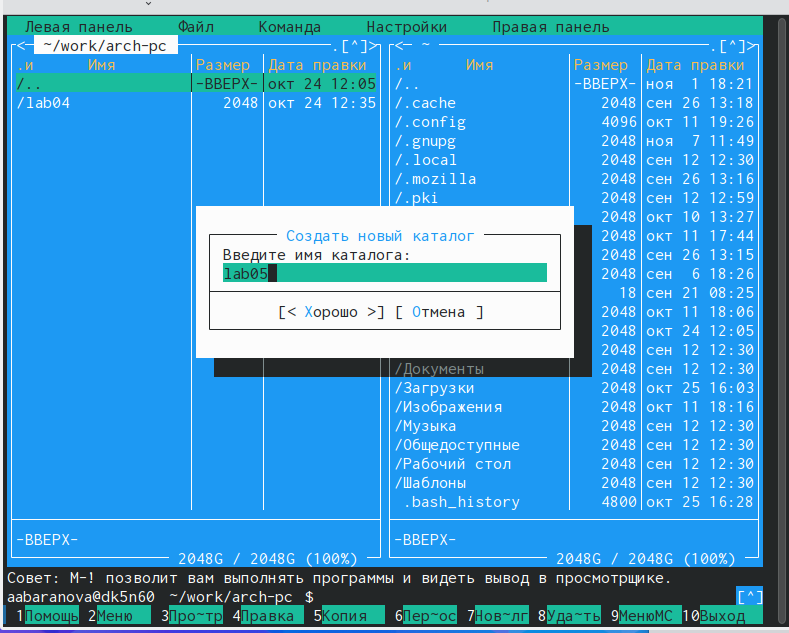 Левая панель Файл Команда Настройки Правая панель
<─ ~/work/arch-pc .[^]> <─ ~ .[^]>
.и Имя Размер Дата правки .и Имя Размер Дата правки
/.. -ВВЕРХ- окт 24 12:05 /.. -ВВЕРХ- ноя 1 18:21
/lab04 2048 окт 24 12:35 /.cache 2048 сен 26 13:18
/.config 4096 окт 11 19:26
/.gnupg 2048 ноя 7 11:49
/.local 2048 сен 12 12:30
/.mozilla 2048 сен 26 13:16
/.pki 2048 сен 12 12:59
2048 окт 10 13:27
Создать новый каталог 2048 окт 11 17:44
Введите имя каталога: 2048 сен 26 13:15
lab05 2048 сен 6 18:26
18 сен 21 08:25
[< Хорошо >] [ Отмена ] 2048 окт 11 18:06
2048 окт 24 12:05
2048 сен 12 12:30
/Документы 2048 сен 12 12:30
/Загрузки 2048 окт 25 16:03
/Изображения 2048 окт 11 18:16
/Музыка 2048 сен 12 12:30
/Общедоступные 2048 сен 12 12:30
/Рабочий стол 2048 сен 12 12:30
/Шаблоны 2048 сен 12 12:30
.bash_history 4800 окт 25 16:28
-ВВЕРХ- -ВВЕРХ-
2048G / 2048G (100%) 2048G / 2048G (100%)
Совет: M-! позволит вам выполнять программы и видеть вывод в просмотрщике.
aabaranova@dk5n60 ~/work/arch-pc $ [^]
1Помощь 2Меню 3Про~тр 4Правка 5Копия 6Пер~ос 7Нов~лг 8Уда~ть 9МенюMC 10Выход